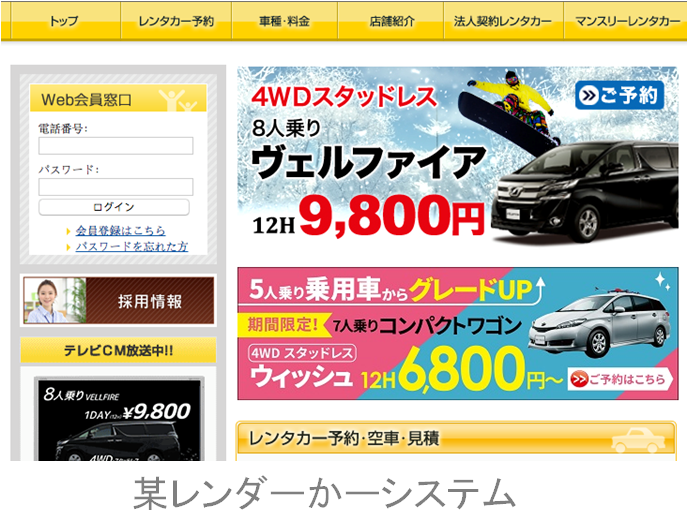 トップ
レンタカー予約
車種・料金
店舗紹介
法人契約レンタカー
マンスリーレンタカー
Web会員窓口
電話番号:
パスワード:
ログイン
会員登録はこちら
パスワードを忘れた方
採用情報
テレビCM放送中!!
8人乗り VELLFIRE
1DAY(12H)¥9,800
4WDスタッドレス
4WDスタッドレス
ご予約
8人乗り
ヴェルファイア
12H 9,800円
5人乗り乗用車からグレードUP
期間限定! 7人乗りコンパクトワゴン
4WD スタッドレス
ウィッシュ 12H 6,800円〜
ご予約はこちら
レンタカー予約・空車・見積
某レンダーかーシステム